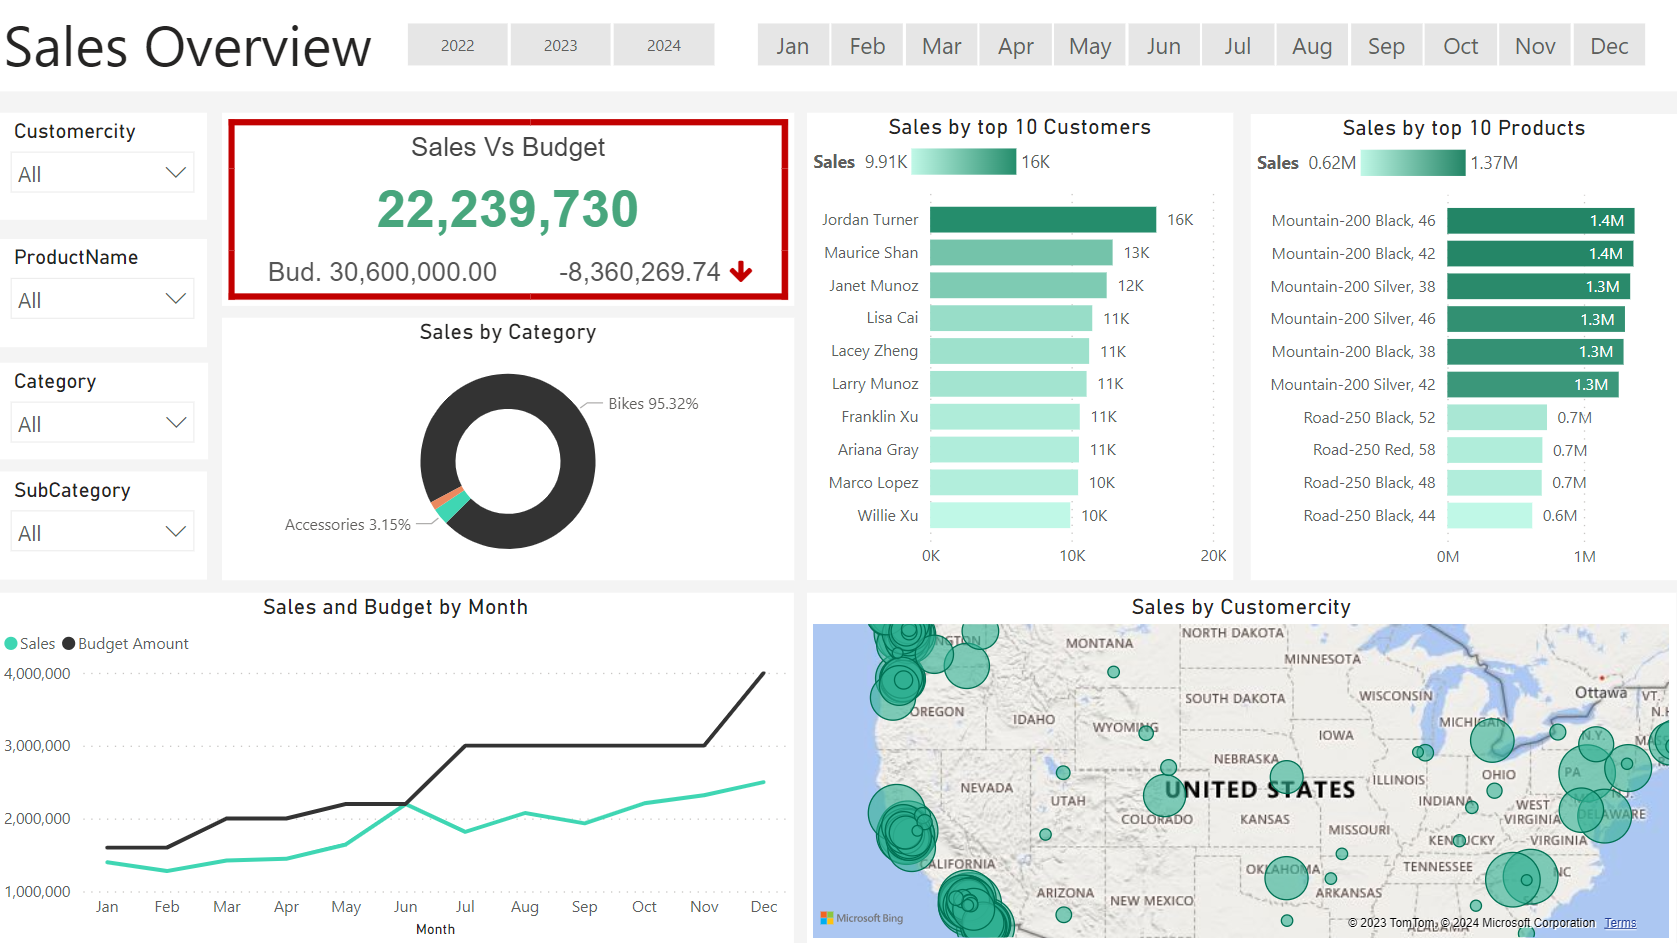 Sales Overview
2022 2023 2024
Jan Feb Mar Apr May Jun Jul Aug Sep Oct Nov Dec
Customercity
All
ProductName
All
Category
All
SubCategory
All
Sales Vs Budget
22,239,730
Bud. 30,600,000.00 -8,360,269.74
Sales by Category
Bikes 95.32%
Accessories 3.15%
Sales by top 10 Customers
Sales 9.91K 16K
Jordan Turner 16K
Maurice Shan 13K
Janet Munoz 12K
Lisa Cai 11K
Lacey Zheng 11K
Larry Munoz 11K
Franklin Xu 11K
Ariana Gray 11K
Marco Lopez 10K
Willie Xu 10K
0K 10K 20K
Sales by top 10 Products
Sales 0.62M 1.37M
Mountain-200 Black, 46 1.4M
Mountain-200 Black, 42 1.4M
Mountain-200 Silver, 38 1.3M
Mountain-200 Silver, 46 1.3M
Mountain-200 Black, 38 1.3M
Mountain-200 Silver, 42 1.3M
Road-250 Black, 52 0.7M
Road-250 Red, 58 0.7M
Road-250 Black, 48 0.7M
Road-250 Black, 44 0.6M
0M 1M
Sales and Budget by Month
Sales Budget Amount
4,000,000
3,000,000
2,000,000
1,000,000
Jan Feb Mar Apr May Jun Jul Aug Sep Oct Nov Dec
Month
Sales by Customercity
NGTON MONTANA NORTH DAKOTA
MINNESOTA
OREGON IDAHO SOUTH DAKOTA WISCONSIN Ottawa VT.
N.H
WYOMING MICHIGAN
IOWA N.Y. MAS
NEBRASKA
NEVADA UTAH ILLINOIS OHIO PA
UNITED STATES
INDIANA WEST N.J.
COLORADO KANSAS VIRGINIA DELAWARE
MISSOURI
KENTUCKY VIRGINIA
CALIFORNIA OKLAHOMA TENNESSEE NC
ARIZONA NEW MEXICO ARKANSAS
ALABAMA
Microsoft Bing
© 2023 TomTom, © 2024 Microsoft Corporation Terms